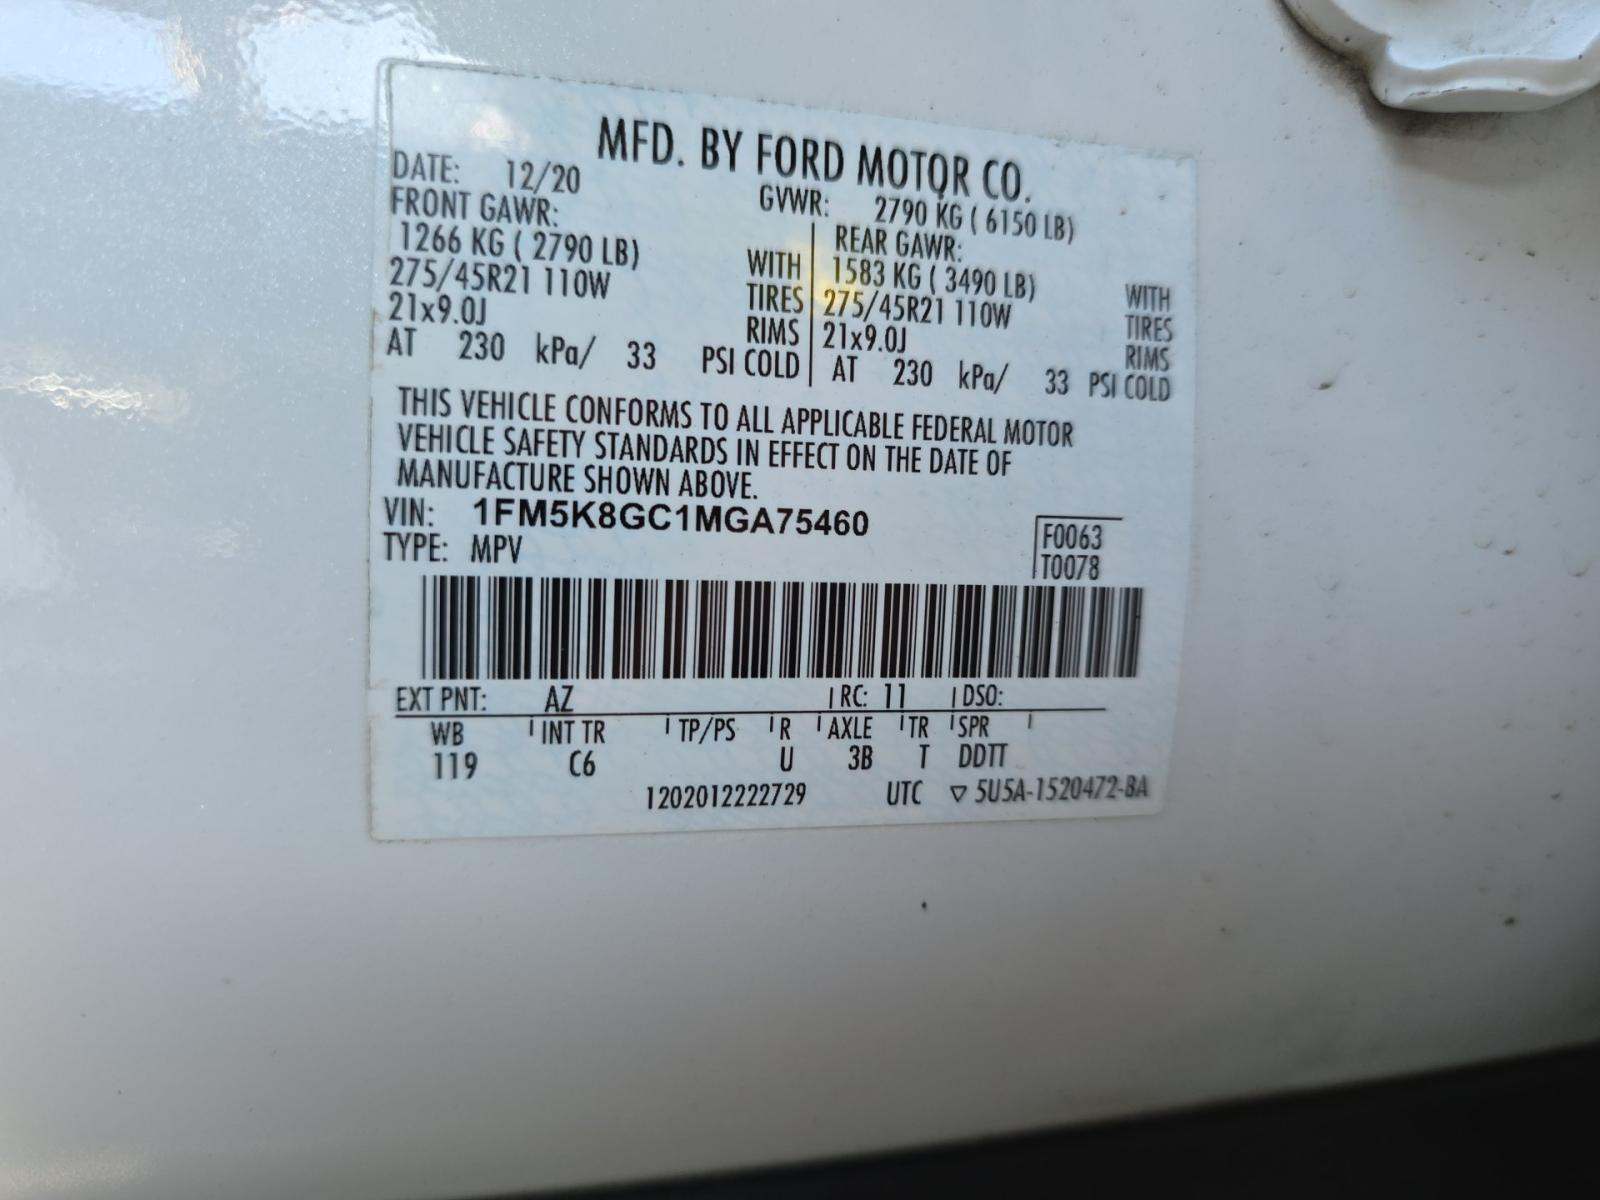 MFD. BY FORD MOTOR CO.
DATE: 12/20 GVWR: 2790 KG ( 6150 LB)
FRONT GAWR: REAR GAWR:
1266 KG ( 2790 LB) WITH 1583 KG ( 3490 LB) WITH
275/45R21 110W TIRES 275/45R21 110W TIRES
21x9.0J RIMS 21x9.0J RIMS
AT 230 kPa/ 33 PSI COLD AT 230 kPa/ 33 PSI COLD
THIS VEHICLE CONFORMS TO ALL APPLICABLE FEDERAL MOTOR
VEHICLE SAFETY STANDARDS IN EFFECT ON THE DATE OF
MANUFACTURE SHOWN ABOVE.
VIN: 1FM5K8GC1MGA75460 F0063
TYPE: MPV T0078
EXT PNT: AZ RC: 11 DSO:
WB INT TR TP/PS R AXLE TR SPR
119 C6 U 3B T DDTT
1202012222729 UTC ▽ 5U5A-1520472-BA